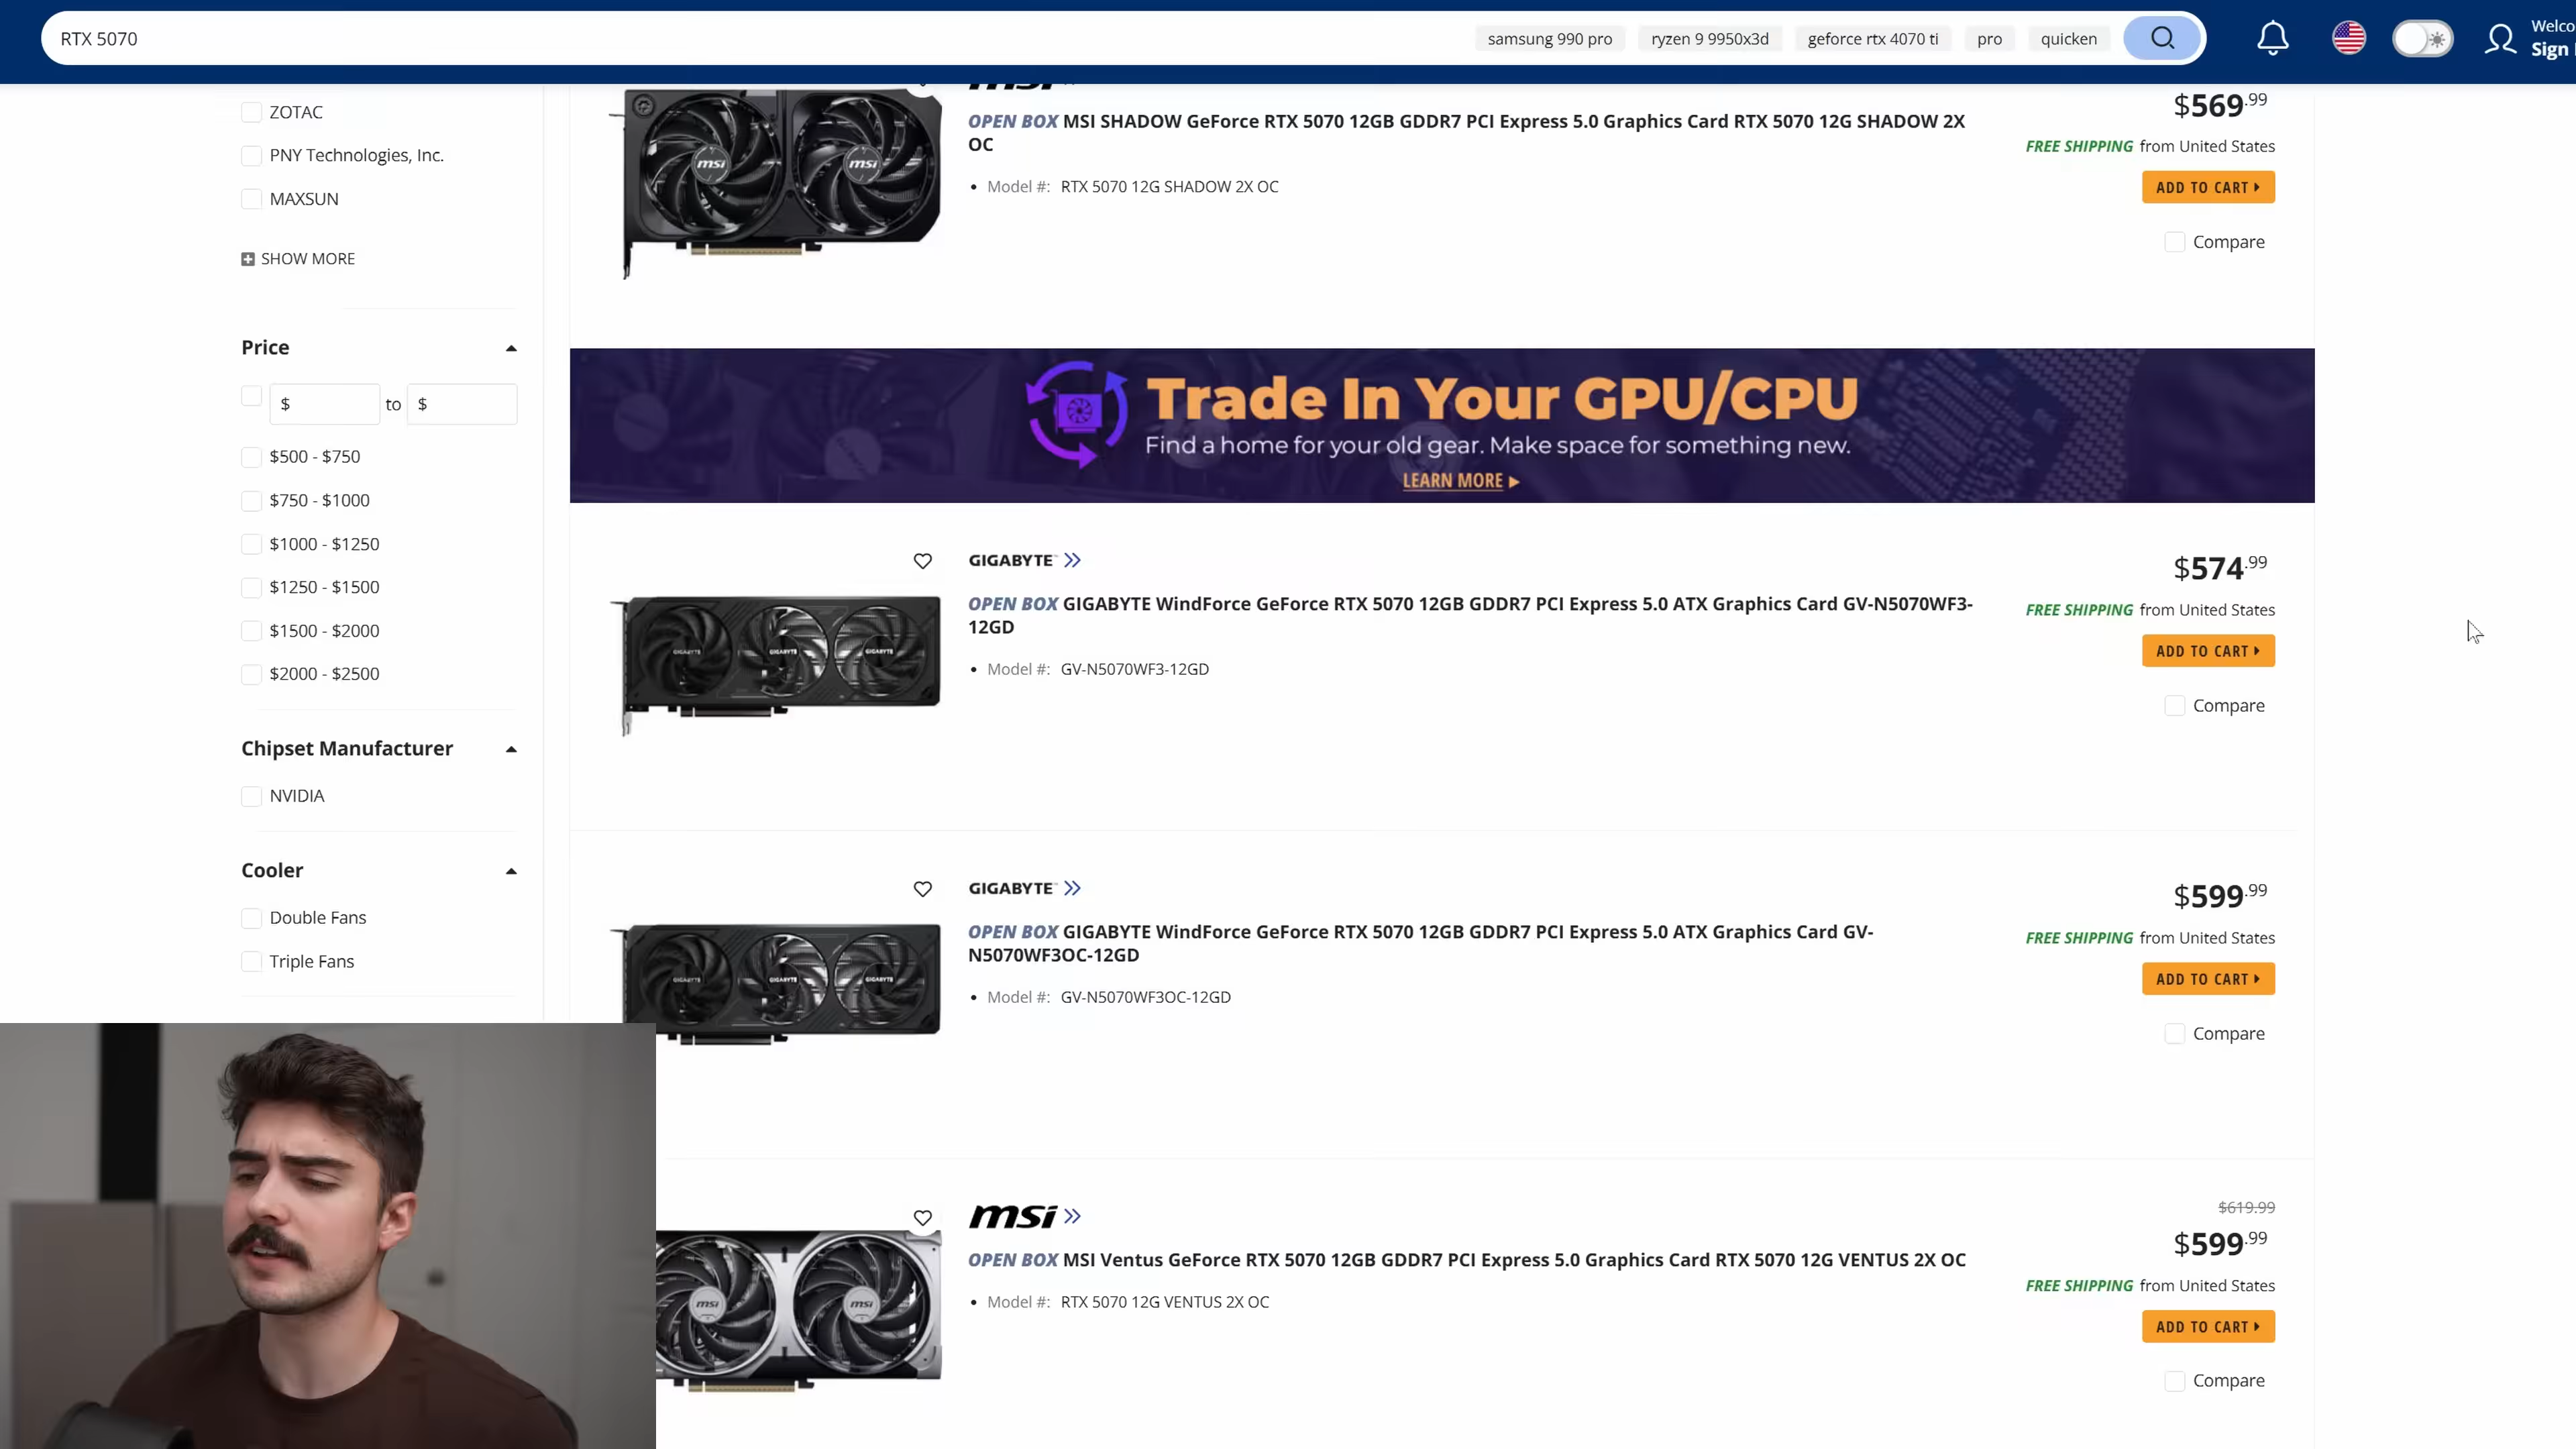 RTX 5070
samsung 990 pro
ryzen 9 9950x3d
geforce rtx 4070 ti
pro
quicken
Welco
Sign
ZOTAC
PNY Technologies, Inc.
MAXSUN
SHOW MORE
Price
$ to $
$500 - $750
$750 - $1000
$1000 - $1250
$1250 - $1500
$1500 - $2000
$2000 - $2500
Chipset Manufacturer
NVIDIA
Cooler
Double Fans
Triple Fans
msi
msi msi
OPEN BOX MSI SHADOW GeForce RTX 5070 12GB GDDR7 PCI Express 5.0 Graphics Card RTX 5070 12G SHADOW 2X
OC
Model #: RTX 5070 12G SHADOW 2X OC
$569.99
FREE SHIPPING from United States
ADD TO CART
Compare
Trade In Your GPU/CPU
Find a home for your old gear. Make space for something new.
LEARN MORE
GIGABYTE
GIGABYTE GIGABYTE GIGABYTE
OPEN BOX GIGABYTE WindForce GeForce RTX 5070 12GB GDDR7 PCI Express 5.0 ATX Graphics Card GV-N5070WF3-
12GD
Model #: GV-N5070WF3-12GD
$574.99
FREE SHIPPING from United States
ADD TO CART
Compare
GIGABYTE
GIGABYTE GIGABYTE GIGABYTE
OPEN BOX GIGABYTE WindForce GeForce RTX 5070 12GB GDDR7 PCI Express 5.0 ATX Graphics Card GV-
N5070WF3OC-12GD
Model #: GV-N5070WF3OC-12GD
$599.99
FREE SHIPPING from United States
ADD TO CART
Compare
msi
msi msi
OPEN BOX MSI Ventus GeForce RTX 5070 12GB GDDR7 PCI Express 5.0 Graphics Card RTX 5070 12G VENTUS 2X OC
Model #: RTX 5070 12G VENTUS 2X OC
$619.99
$599.99
FREE SHIPPING from United States
ADD TO CART
Compare